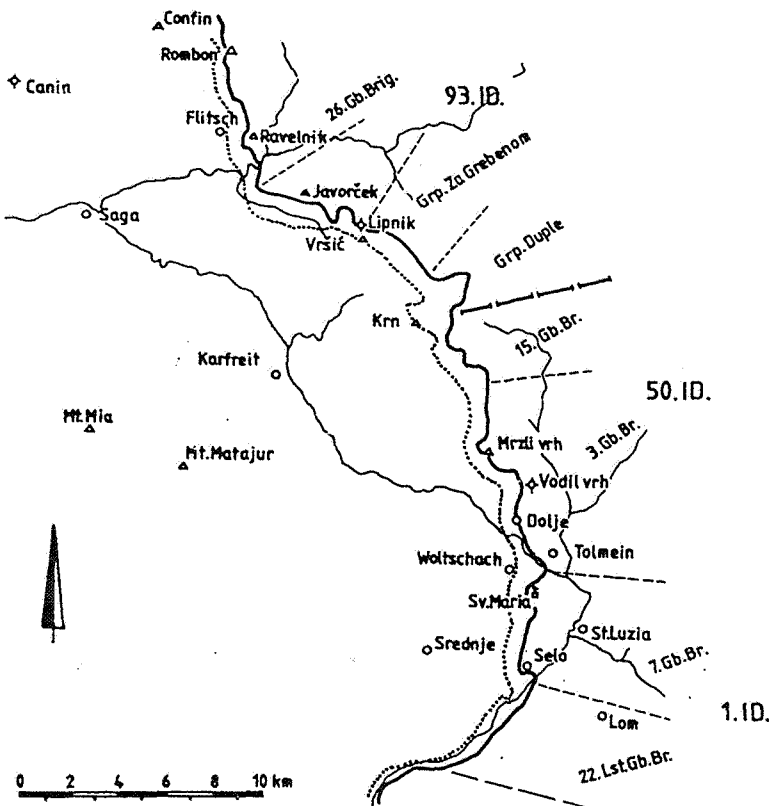 Confin
Rombon
Canin
26.Gb.Brig.
93.ID.
Flitsch
Ravelnik
Grp.Za Grebenom
Javorček
Saga
Lipnik
Vršić
Grp.Duple
Krn
15.Gb.Br.
Karfreit
50.ID.
Mt.Mia
Mrzli vrh
3.Gb.Br.
Mt.Matajur
Vodil vrh
Dolje
Woltschach
Tolmein
Sv.Maria
St.Luzia
Srednje
Selo
7.Gb.Br.
1.ID.
Lom
22.Lst.Gb.Br.
0 2 4 6 8 10 km